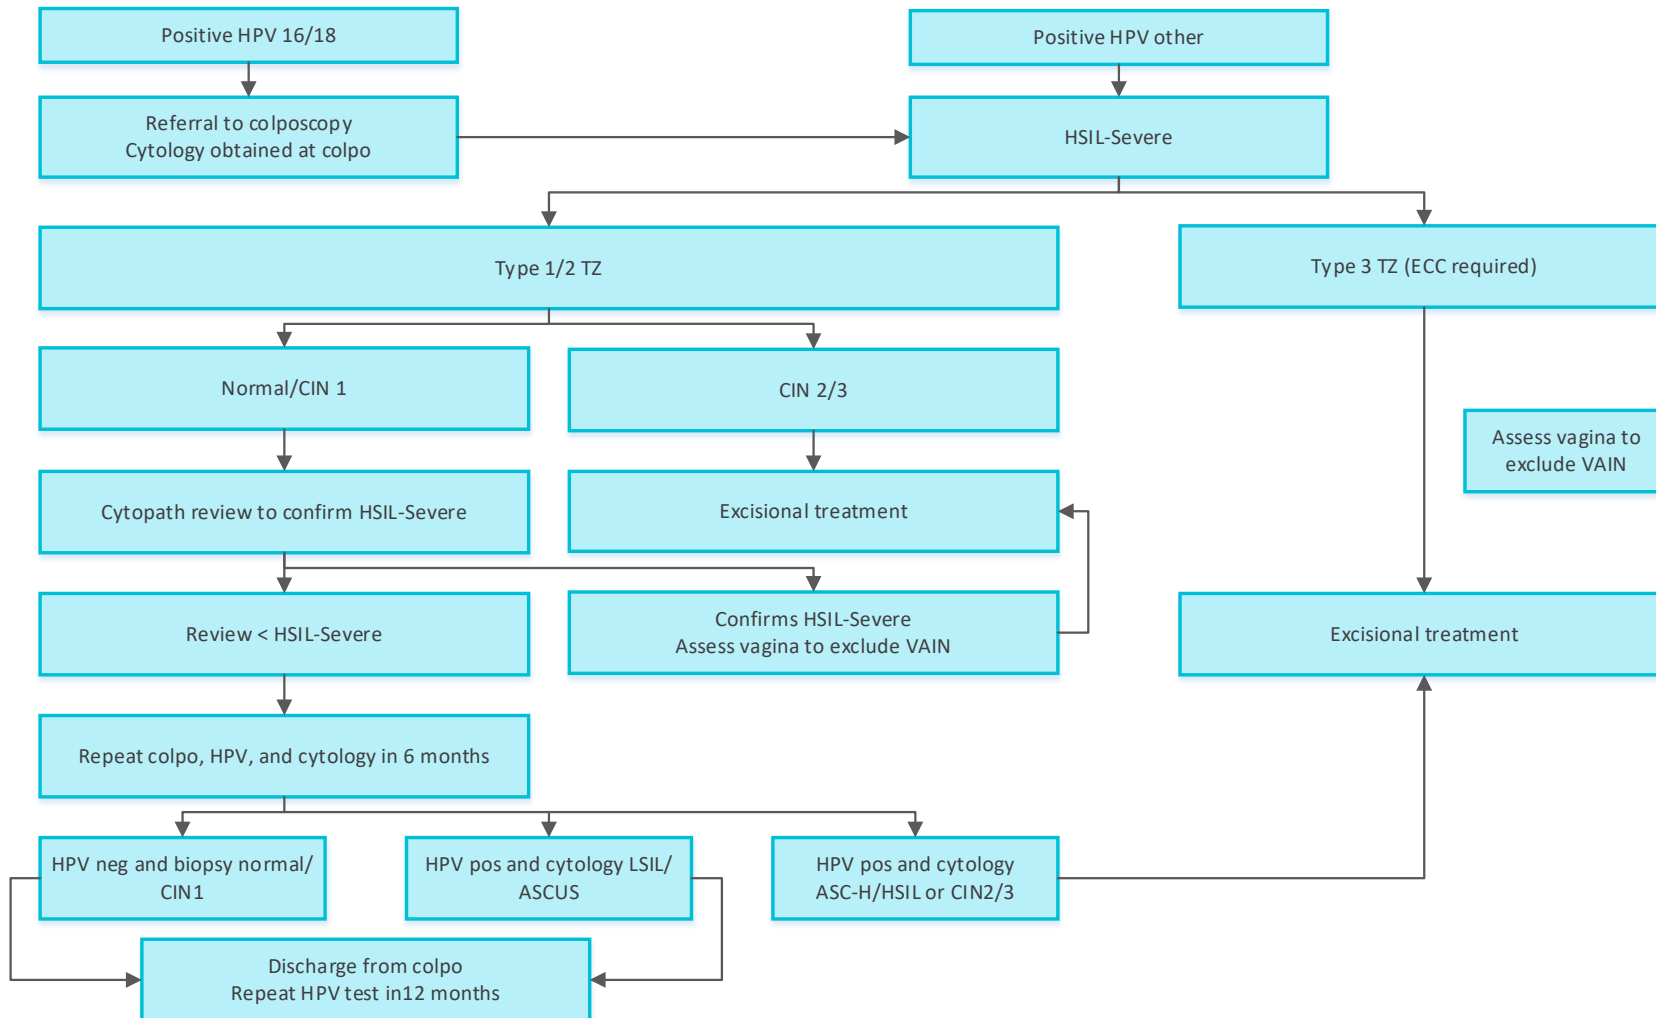 Positive HPV 16/18
Positive HPV other
Referral to colposcopy
Cytology obtained at colpo
HSIL-Severe
Type 1/2 TZ
Type 3 TZ (ECC required)
Normal/CIN 1
CIN 2/3
Assess vagina to
exclude VAIN
Cytopath review to confirm HSIL-Severe
Excisional treatment
Review < HSIL-Severe
Confirms HSIL-Severe
Assess vagina to exclude VAIN
Excisional treatment
Repeat colpo, HPV, and cytology in 6 months
HPV neg and biopsy normal/
CIN1
HPV pos and cytology LSIL/
ASCUS
HPV pos and cytology
ASC-H/HSIL or CIN2/3
Discharge from colpo
Repeat HPV test in12 months